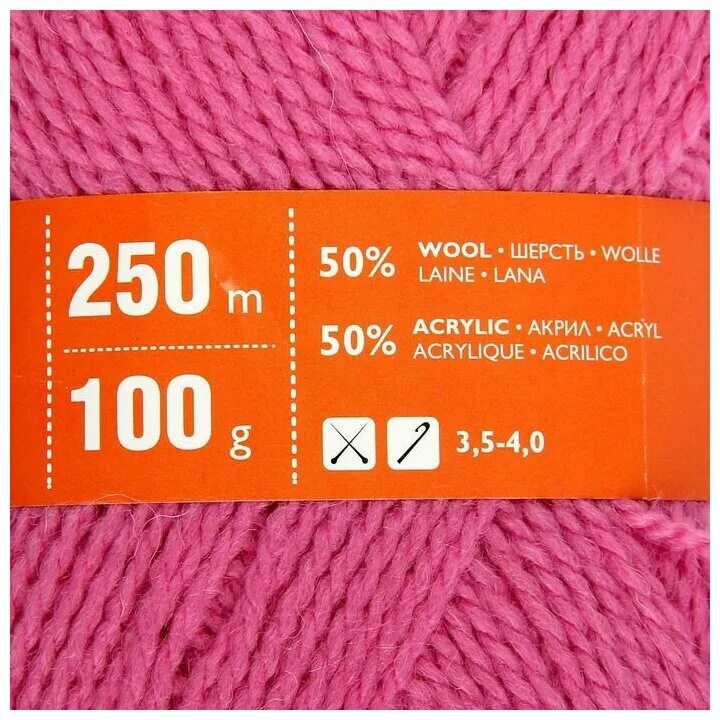 250 m
100 g
50% WOOL • ШЕРСТЬ • WOLLE
LAINE • LANA
50% ACRYLIC • АКРИЛ • ACRYL
ACRYLIQUE • ACRILICO
3,5-4,0